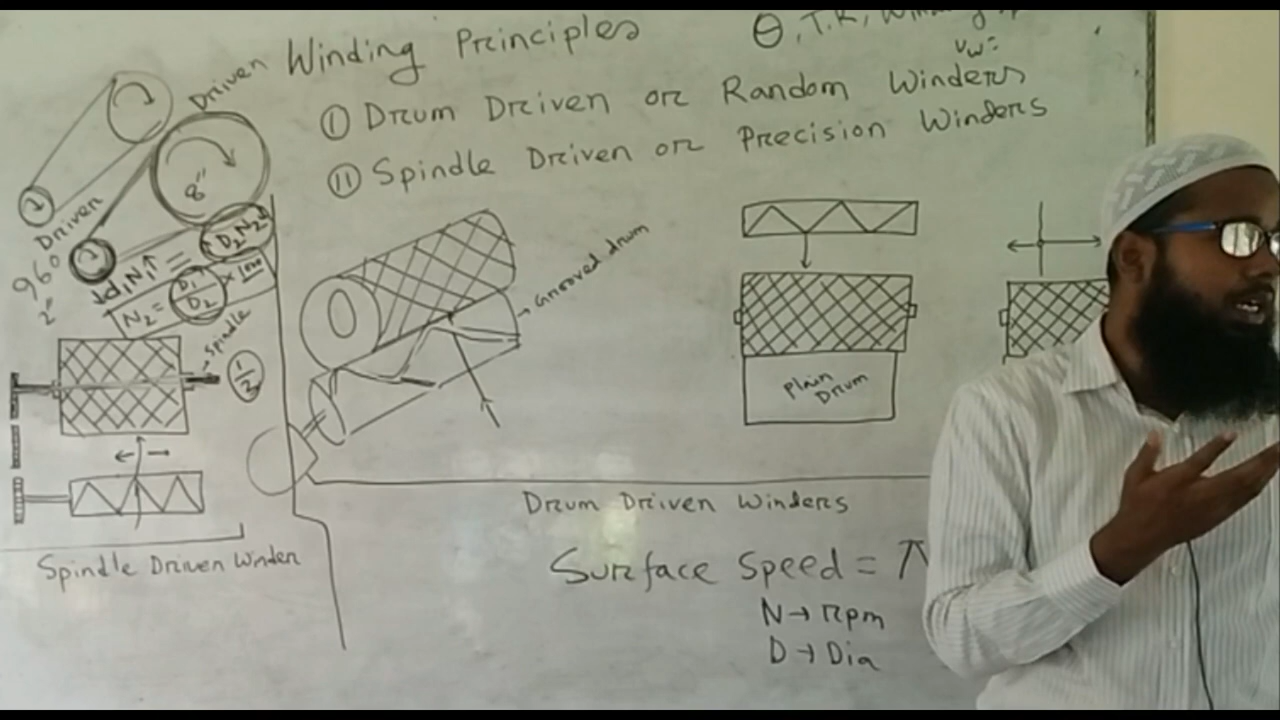 Winding Principles
θ, T.R, Winding
Vw=
① Drum Driven or Random Winders
② Spindle Driven or Precision Winders
Driven
8"
Driven
960
2"
↓d₁N₁↑ = ↑D₂N₂↓
N₂ = D₁/D₂ × 1000
→ spindle
1/2
→ Grooved drum
Plain Drum
Spindle Driven Winder
Drum Driven Winders
Surface Speed = π
N → rpm
D → Dia